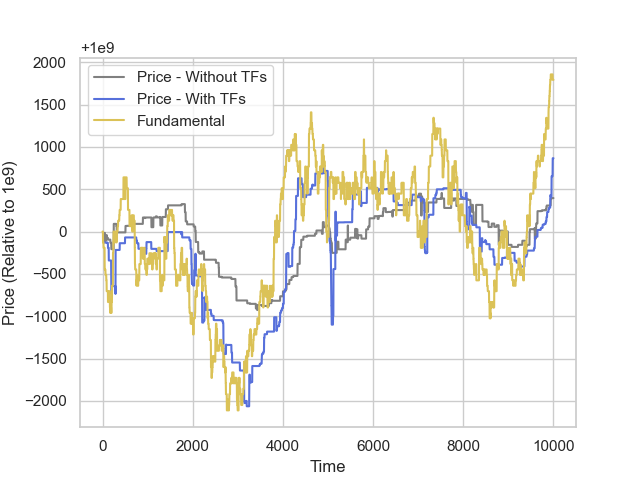 +1e9
Price - Without TFs
Price - With TFs
Fundamental
2000
1500
1000
500
0
−500
−1000
−1500
−2000
Price (Relative to 1e9)
0
2000
4000
6000
8000
10000
Time